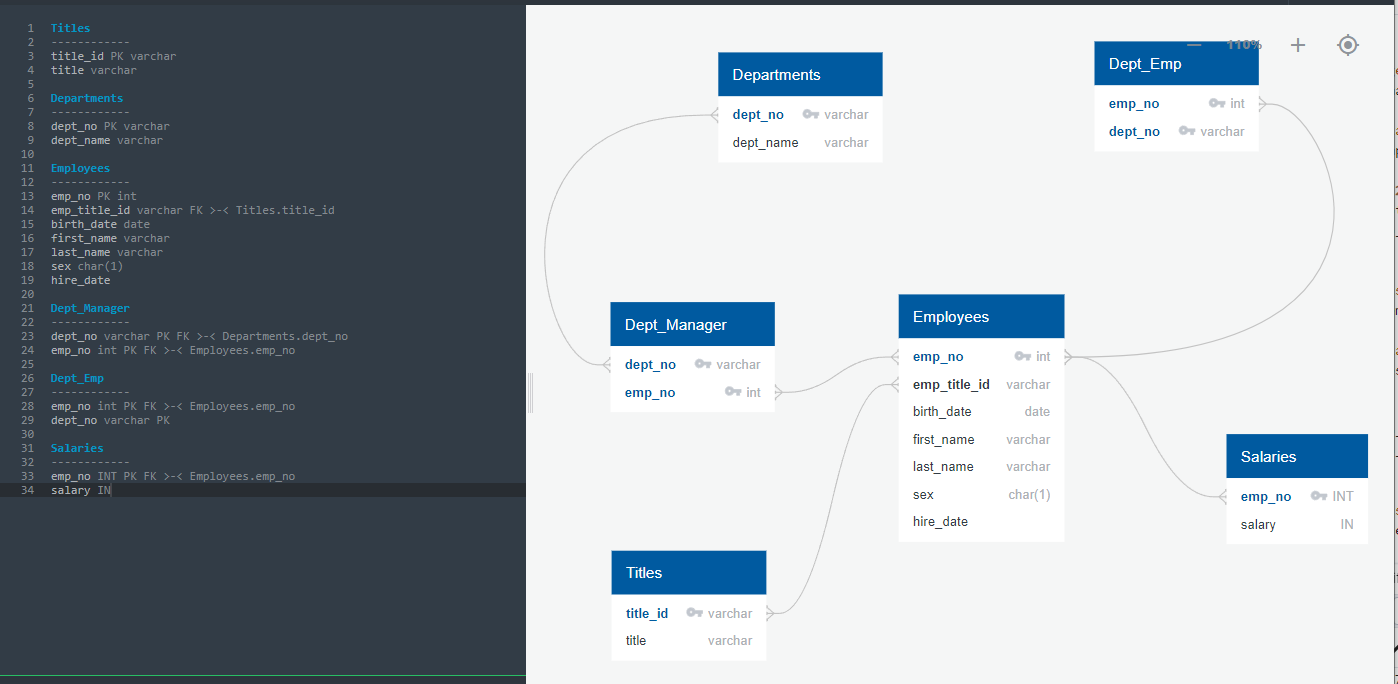 1 Titles
2 ------------
3 title_id PK varchar
4 title varchar
5
6 Departments
7 ------------
8 dept_no PK varchar
9 dept_name varchar
10
11 Employees
12 ------------
13 emp_no PK int
14 emp_title_id varchar FK >-< Titles.title_id
15 birth_date date
16 first_name varchar
17 last_name varchar
18 sex char(1)
19 hire_date
20
21 Dept_Manager
22 ------------
23 dept_no varchar PK FK >-< Departments.dept_no
24 emp_no int PK FK >-< Employees.emp_no
25
26 Dept_Emp
27 ------------
28 emp_no int PK FK >-< Employees.emp_no
29 dept_no varchar PK
30
31 Salaries
32 ------------
33 emp_no INT PK FK >-< Employees.emp_no
34 salary IN
110%
Departments
dept_no varchar
dept_name varchar
Dept_Emp
emp_no int
dept_no varchar
Dept_Manager
dept_no varchar
emp_no int
Employees
emp_no int
emp_title_id varchar
birth_date date
first_name varchar
last_name varchar
sex char(1)
hire_date
Salaries
emp_no INT
salary IN
Titles
title_id varchar
title varchar